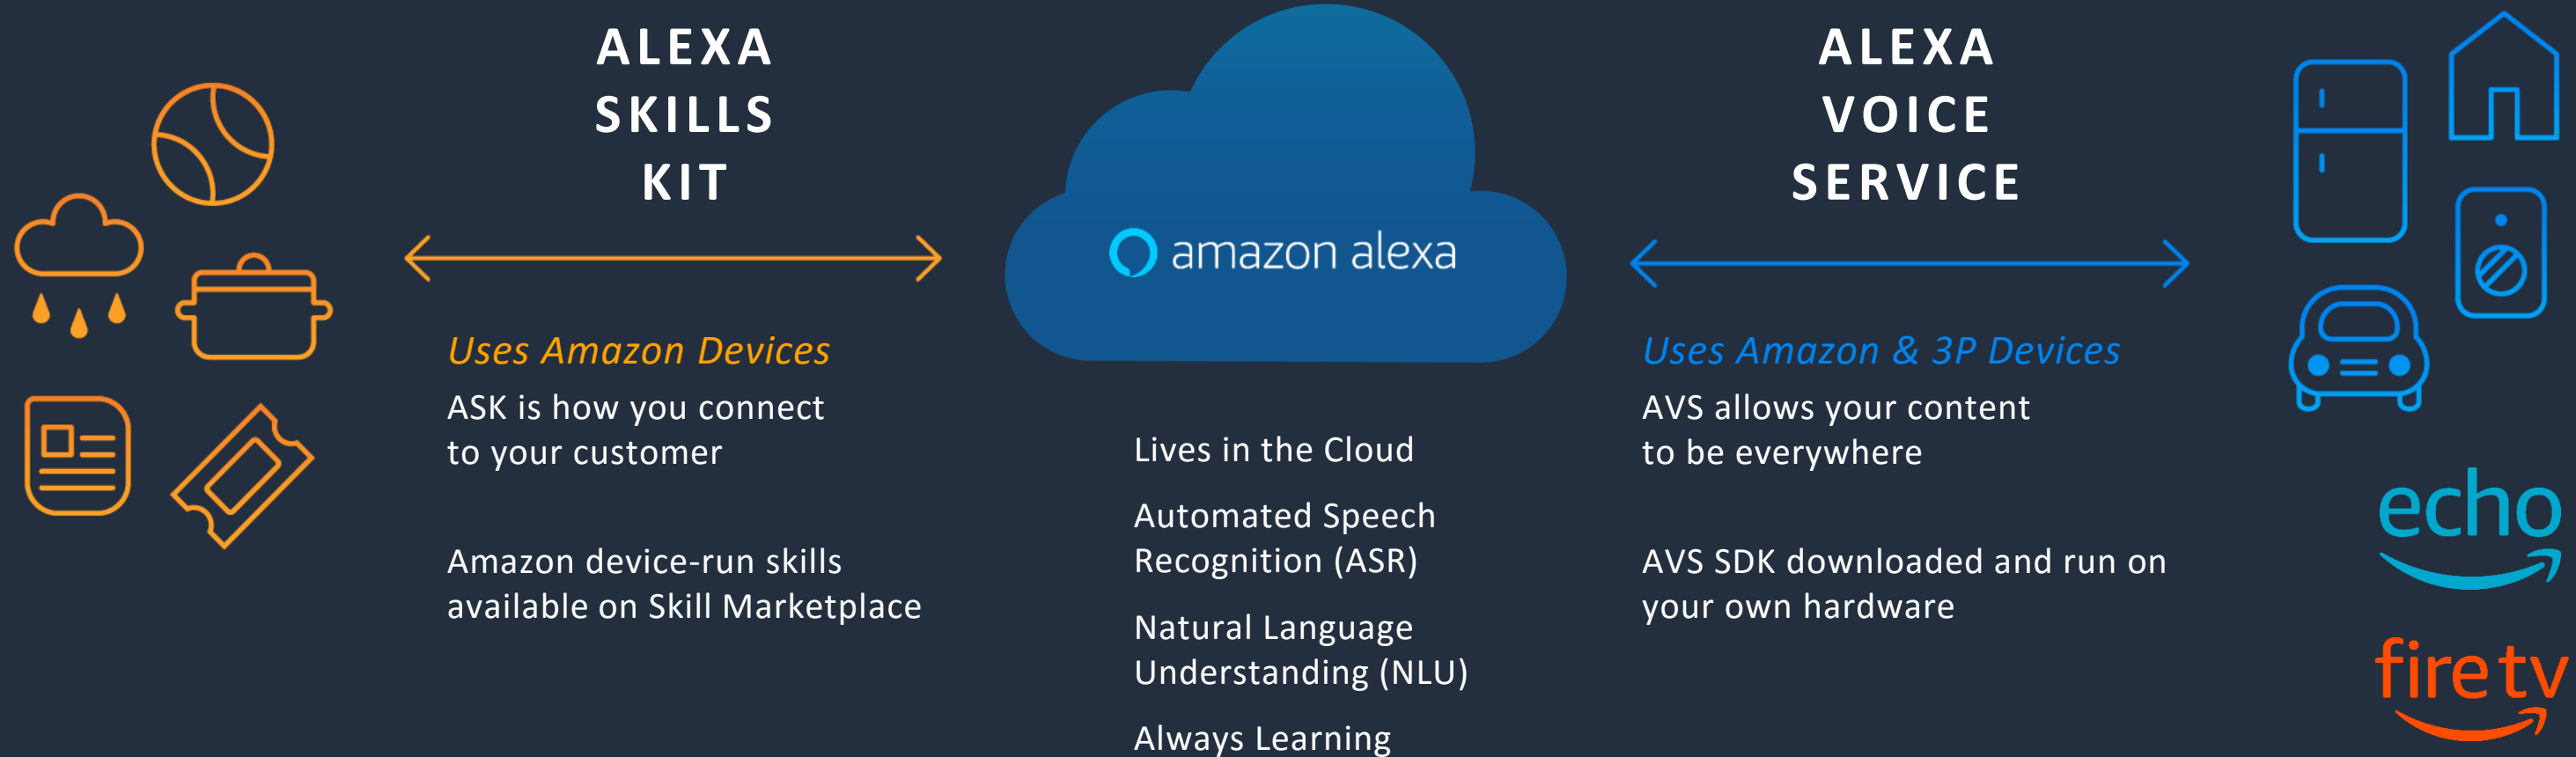 ALEXA
SKILLS
KIT
Uses Amazon Devices
ASK is how you connect
to your customer
Amazon device-run skills
available on Skill Marketplace
amazon alexa
Lives in the Cloud
Automated Speech
Recognition (ASR)
Natural Language
Understanding (NLU)
Always Learning
ALEXA
VOICE
SERVICE
Uses Amazon & 3P Devices
AVS allows your content
to be everywhere
AVS SDK downloaded and run on
your own hardware
echo
fire tv